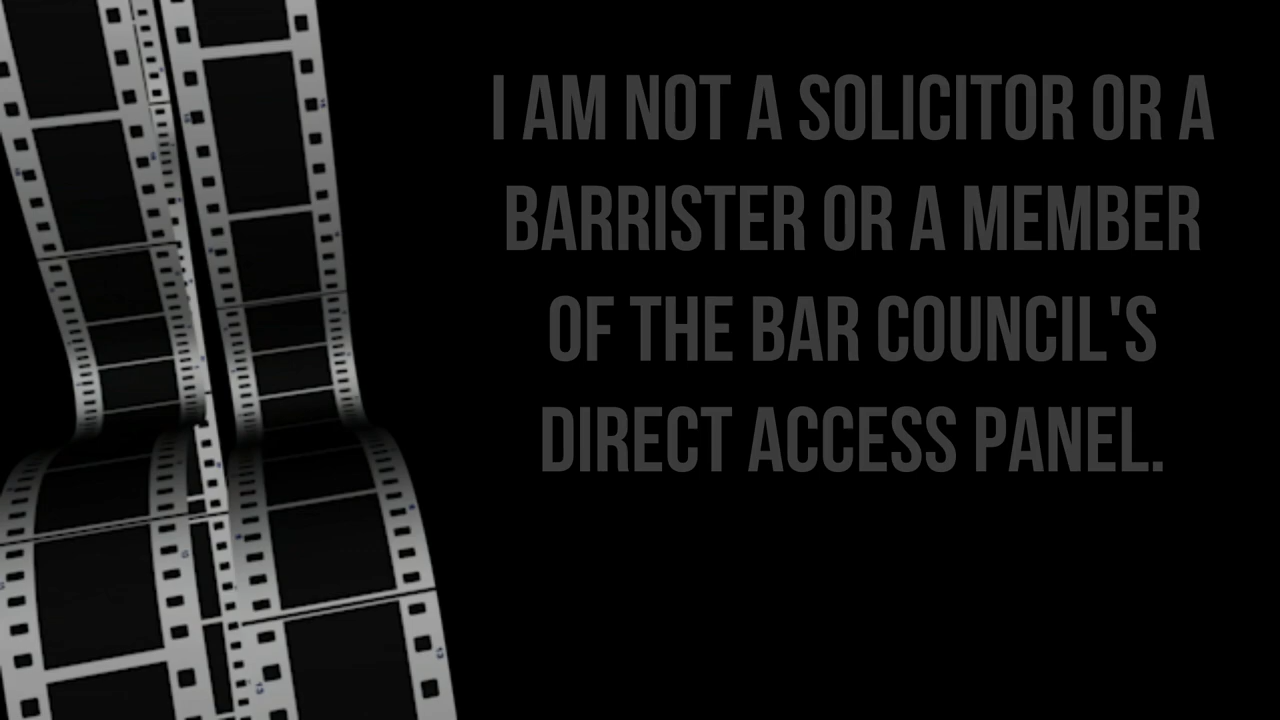 I AM NOT A SOLICITOR OR A
BARRISTER OR A MEMBER
OF THE BAR COUNCIL'S
DIRECT ACCESS PANEL.